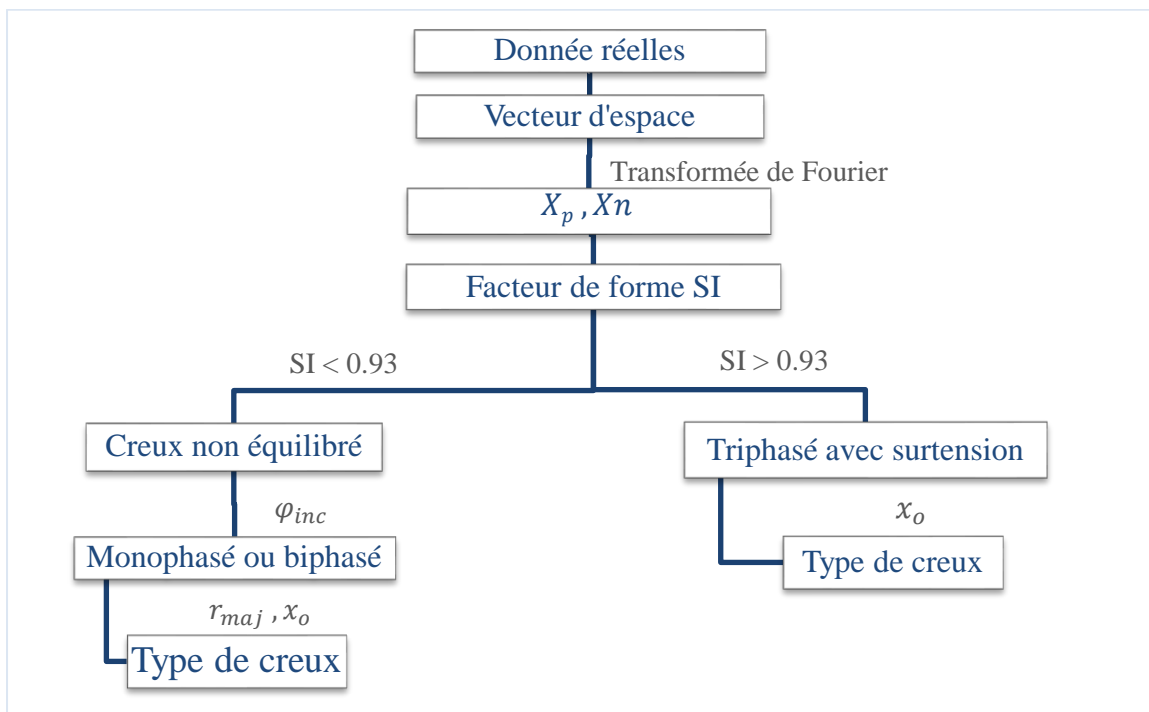 Donnée réelles
Vecteur d'espace
Transformée de Fourier
X_p , Xn
Facteur de forme SI
SI < 0.93
SI > 0.93
Creux non équilibré
Triphasé avec surtension
φ_inc
x_o
Monophasé ou biphasé
Type de creux
r_maj , x_o
Type de creux